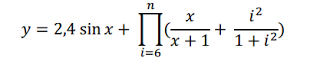 y = 2,4 sin x + ∏_{i=6}^{n} (x/(x+1) + i²/(1+i²))